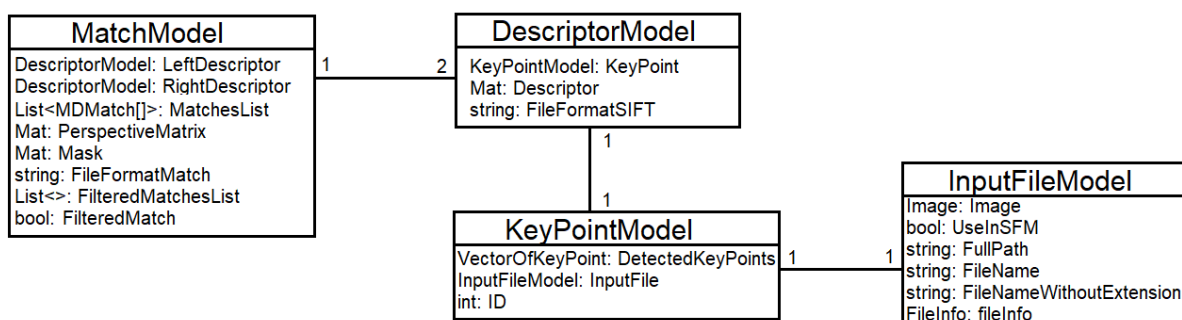 MatchModel
DescriptorModel: LeftDescriptor
DescriptorModel: RightDescriptor
List<MDMatch[]>: MatchesList
Mat: PerspectiveMatrix
Mat: Mask
string: FileFormatMatch
List<>: FilteredMatchesList
bool: FilteredMatch
1
2
DescriptorModel
KeyPointModel: KeyPoint
Mat: Descriptor
string: FileFormatSIFT
1
1
KeyPointModel
VectorOfKeyPoint: DetectedKeyPoints
InputFileModel: InputFile
int: ID
1
1
InputFileModel
Image: Image
bool: UseInSFM
string: FullPath
string: FileName
string: FileNameWithoutExtension
FileInfo: fileInfo